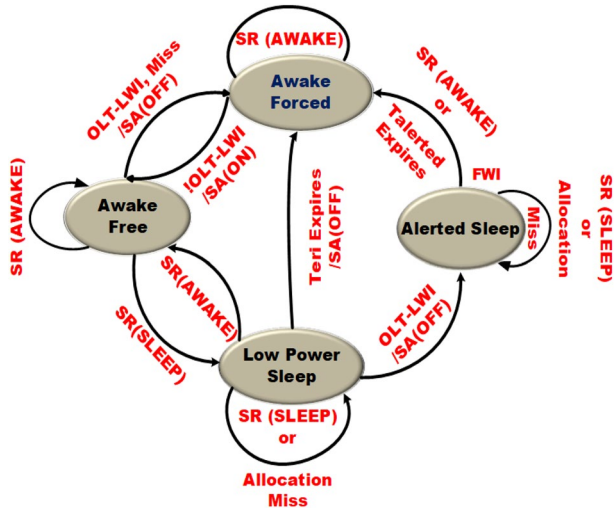 SR (AWAKE)
Awake
Forced
OLT-LWI, Miss
/SA(OFF)
!OLT-LWI
/SA(ON)
SR (AWAKE)
or
Talerted
Expires
FWI
SR (AWAKE)
Awake
Free
Teri Expires
/SA(OFF)
Alerted Sleep
Miss
Allocation
or
SR (SLEEP)
SR(AWAKE)
SR(SLEEP)
OLT-LWI
/SA(OFF)
Low Power
Sleep
SR (SLEEP)
or
Allocation
Miss